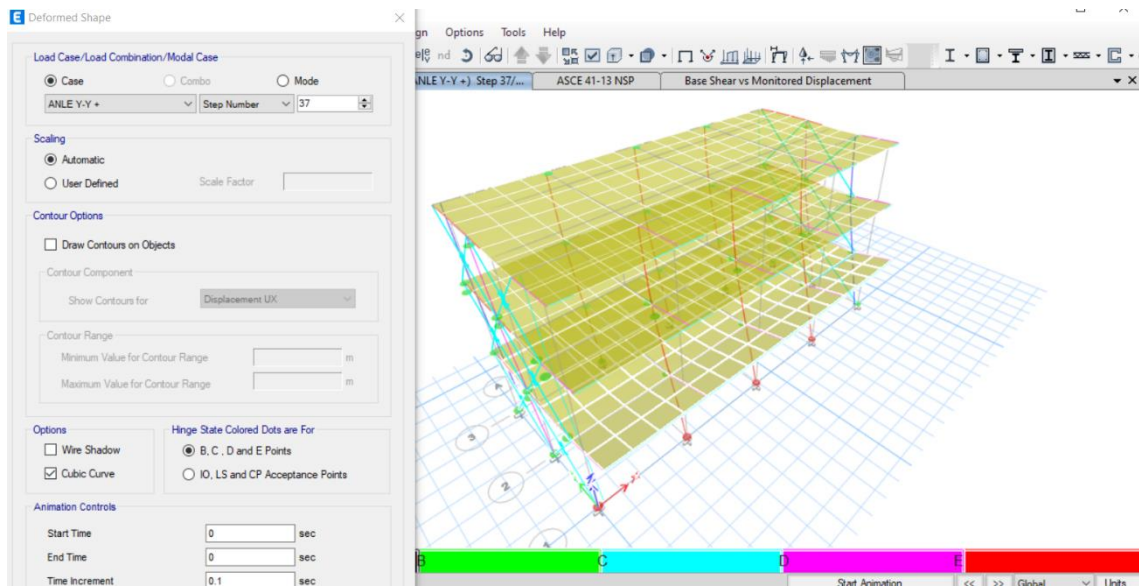 E Deformed Shape
gn Options Tools Help
nd
ANLE Y-Y +) Step 37/... ASCE 41-13 NSP Base Shear vs Monitored Displacement
Load Case/Load Combination/Modal Case
Case Combo Mode
ANLE Y-Y + Step Number 37
Scaling
Automatic
User Defined Scale Factor
Contour Options
Draw Contours on Objects
Contour Component
Show Contours for Displacement UX
Contour Range
Minimum Value for Contour Range m
Maximum Value for Contour Range m
Options
Wire Shadow
Cubic Curve
Hinge State Colored Dots are For
B, C , D and E Points
IO, LS and CP Acceptance Points
Animation Controls
Start Time 0 sec
End Time 0 sec
Time Increment 0.1 sec
3
2
B C D E
Start Animation << >> Global Units